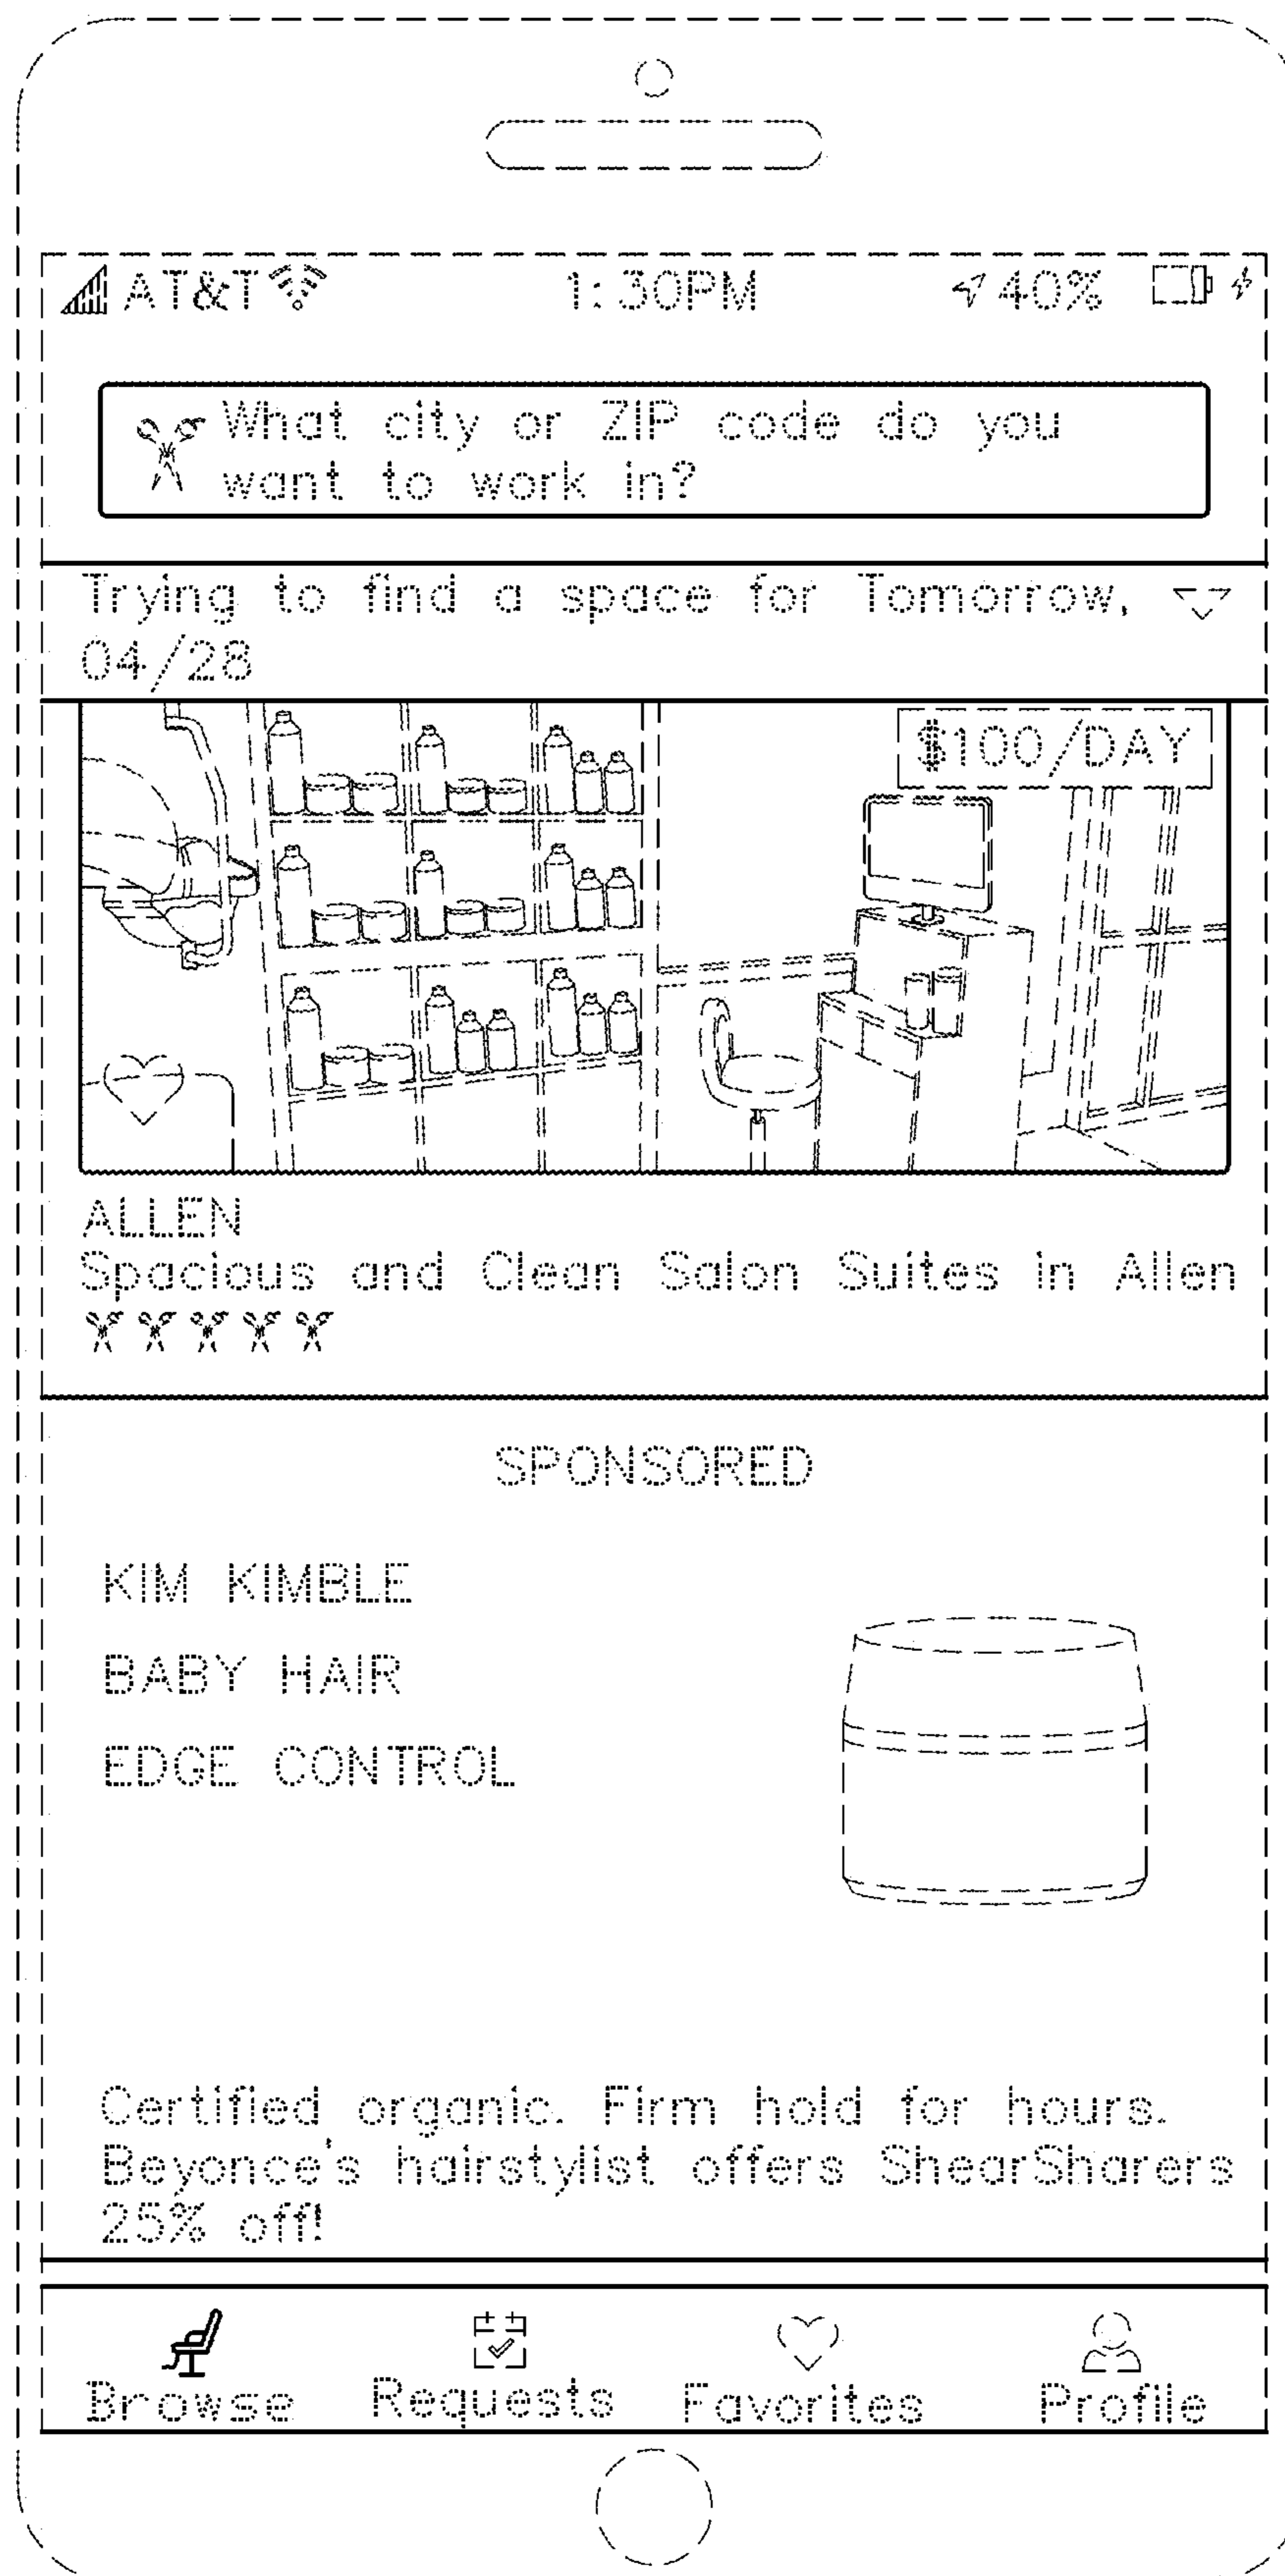 AT&T 1:30PM 40%
What city or ZIP code do you
want to work in?
Trying to find a space for Tomorrow,
04/28
$100/DAY
ALLEN
Spacious and Clean Salon Suites in Allen
SPONSORED
KIM KIMBLE
BABY HAIR
EDGE CONTROL
Certified organic. Firm hold for hours.
Beyonce's hairstylist offers ShearSharers
25% off!
Browse Requests Favorites Profile